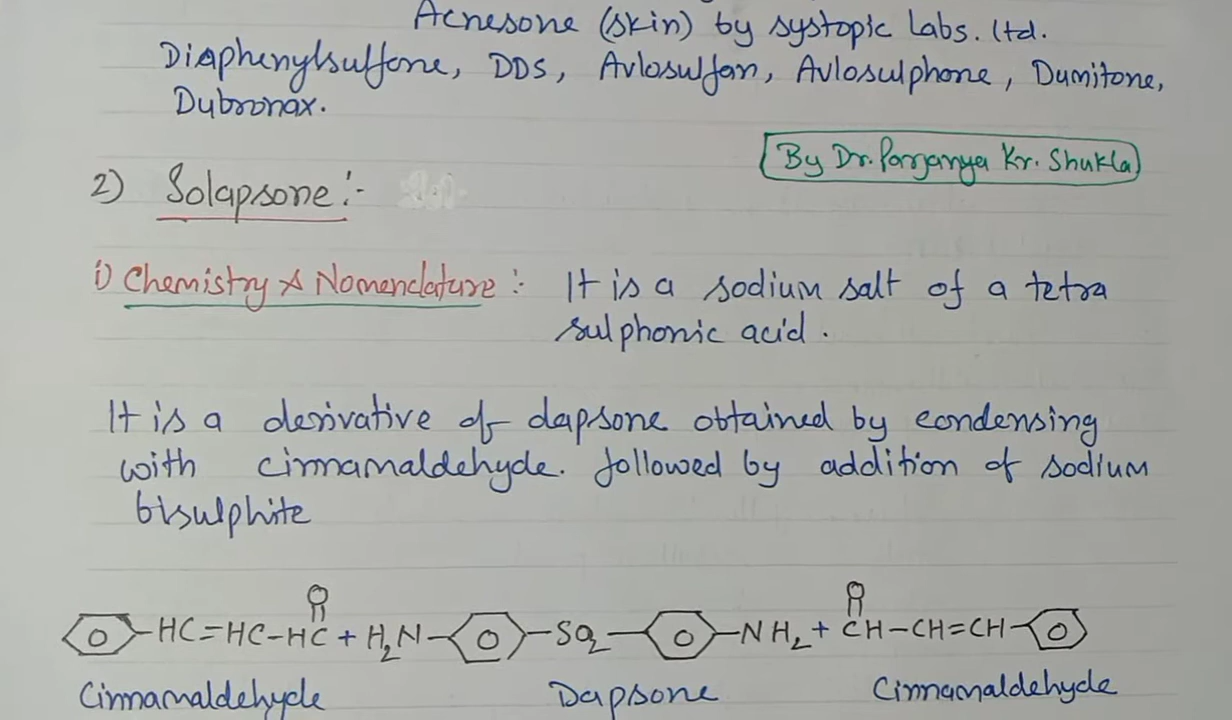 Acnesone (skin) by systopic Labs. Ltd.
Diaphenylsulfone, DDS, Avlosulfan, Avlosulphone, Dumitone,
Dubronax.
By Dr. Parjanya Kr. Shukla
2) Solapsone :-
i) Chemistry & Nomenclature :- It is a sodium salt of a tetra
sulphonic acid.
It is a derivative of dapsone obtained by condensing
with cinnamaldehyde. followed by addition of sodium
bisulphite
O O
HC=HC-HC + H2N- -SO2- -NH2 + CH-CH=CH-
Cinnamaldehyde Dapsone Cinnamaldehyde